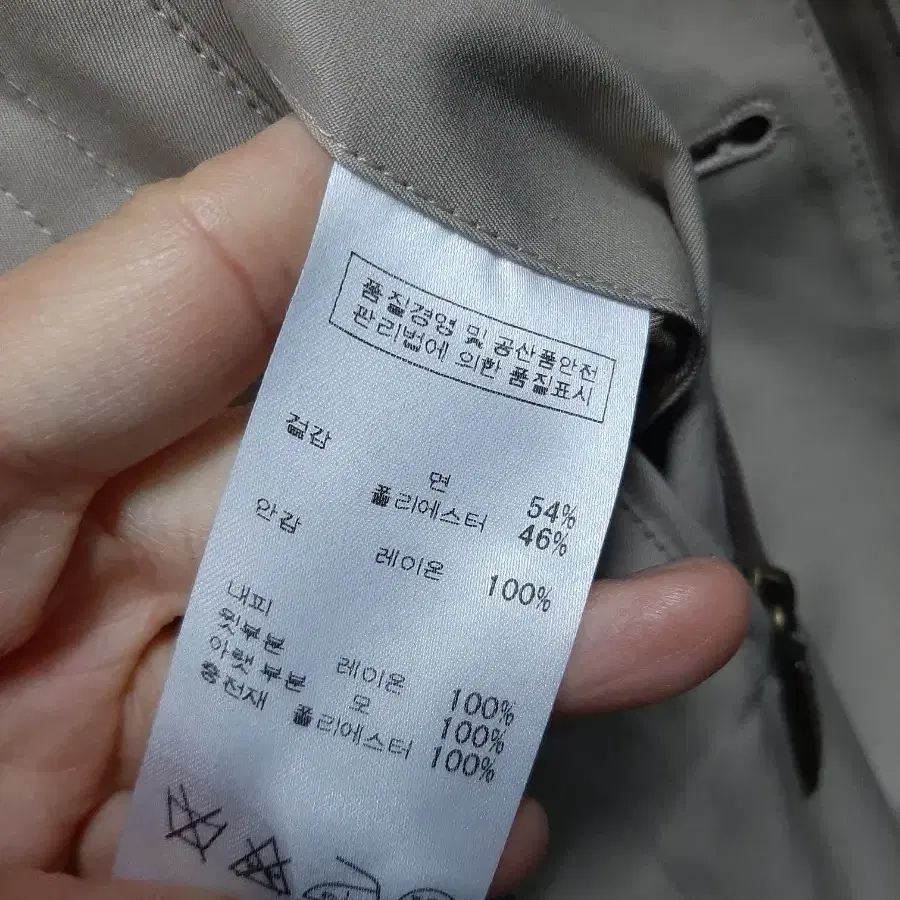 품질경영 및 공산품안전
관리법에 의한 품질표시
겉감
면 54%
폴리에스터 46%
안감
레이온 100%
내피
윗부분 레이온 100%
아랫부분 모 100%
충전재 폴리에스터 100%